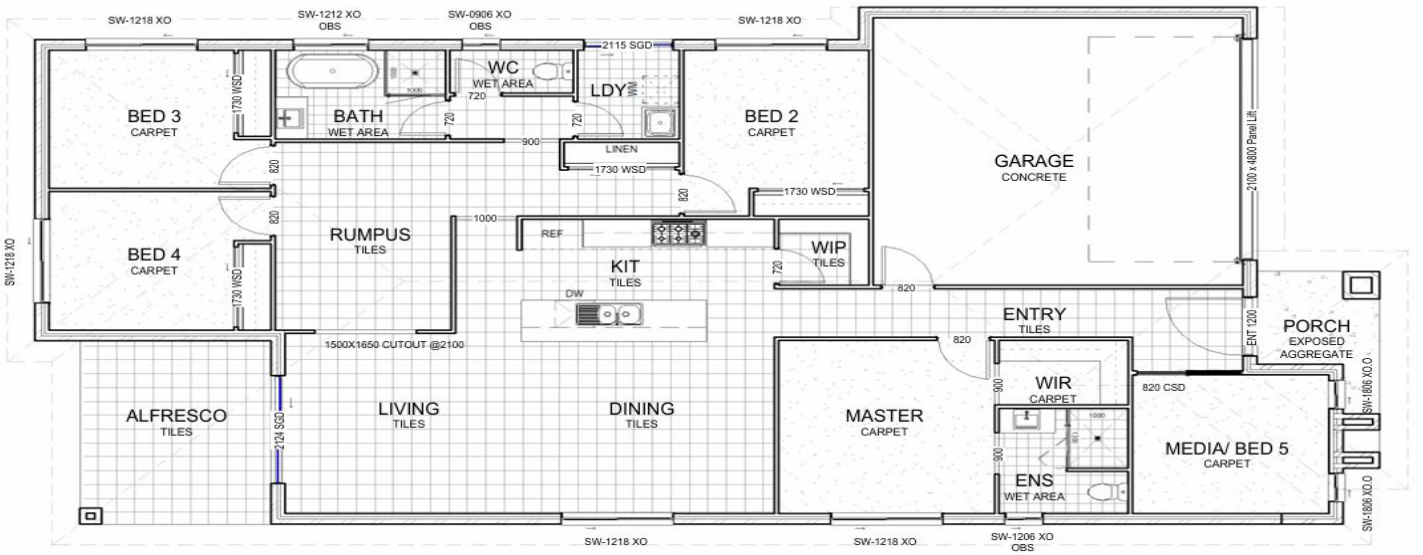 SW-1218 XO
SW-1212 XO
OBS
SW-0906 XO
OBS
SW-1218 XO
2115 SGD
BED 3
CARPET
1730 WSD
BATH
WET AREA
1000
WC
WET AREA
720
720
720
LDY
WM
BED 2
CARPET
GARAGE
CONCRETE
2100 x 4800 Panel Lift
900
LINEN
1730 WSD
820
820
1730 WSD
820
SW-1218 XO
BED 4
CARPET
1730 WSD
RUMPUS
TILES
1000
REF
KIT
TILES
DW
WIP
TILES
720
820
ENTRY
TILES
ENT 1200
PORCH
EXPOSED
AGGREGATE
1500X1650 CUTOUT @2100
820
820 CSD
SW-1806 XO.O
ALFRESCO
TILES
2124 SGD
LIVING
TILES
DINING
TILES
MASTER
CARPET
900
WIR
CARPET
1000
900
ENS
WET AREA
MEDIA/ BED 5
CARPET
SW-1806 XO.O
SW-1218 XO
SW-1218 XO
SW-1206 XO
OBS